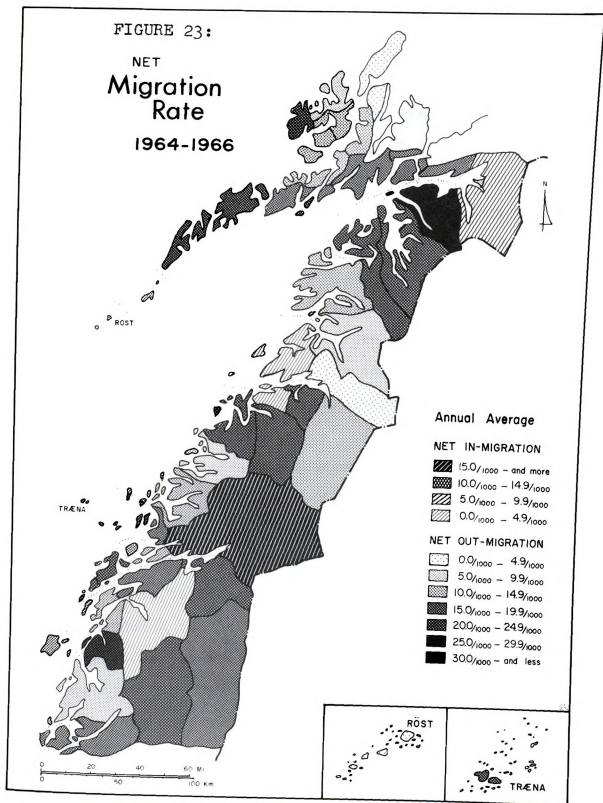 FIGURE 23:
NET
Migration
Rate
1964-1966
N
RÖST
TRÆNA
Annual Average
NET IN-MIGRATION
15.0/1000 - and more
10.0/1000 - 14.9/1000
5.0/1000 - 9.9/1000
0.0/1000 - 4.9/1000
NET OUT-MIGRATION
0.0/1000 - 4.9/1000
5.0/1000 - 9.9/1000
10.0/1000 - 14.9/1000
15.0/1000 - 19.9/1000
20.0/1000 - 24.9/1000
25.0/1000 - 29.9/1000
30.0/1000 - and less
0 20 40 60 Mi
0 50 100 Km
RÖST
TRÆNA